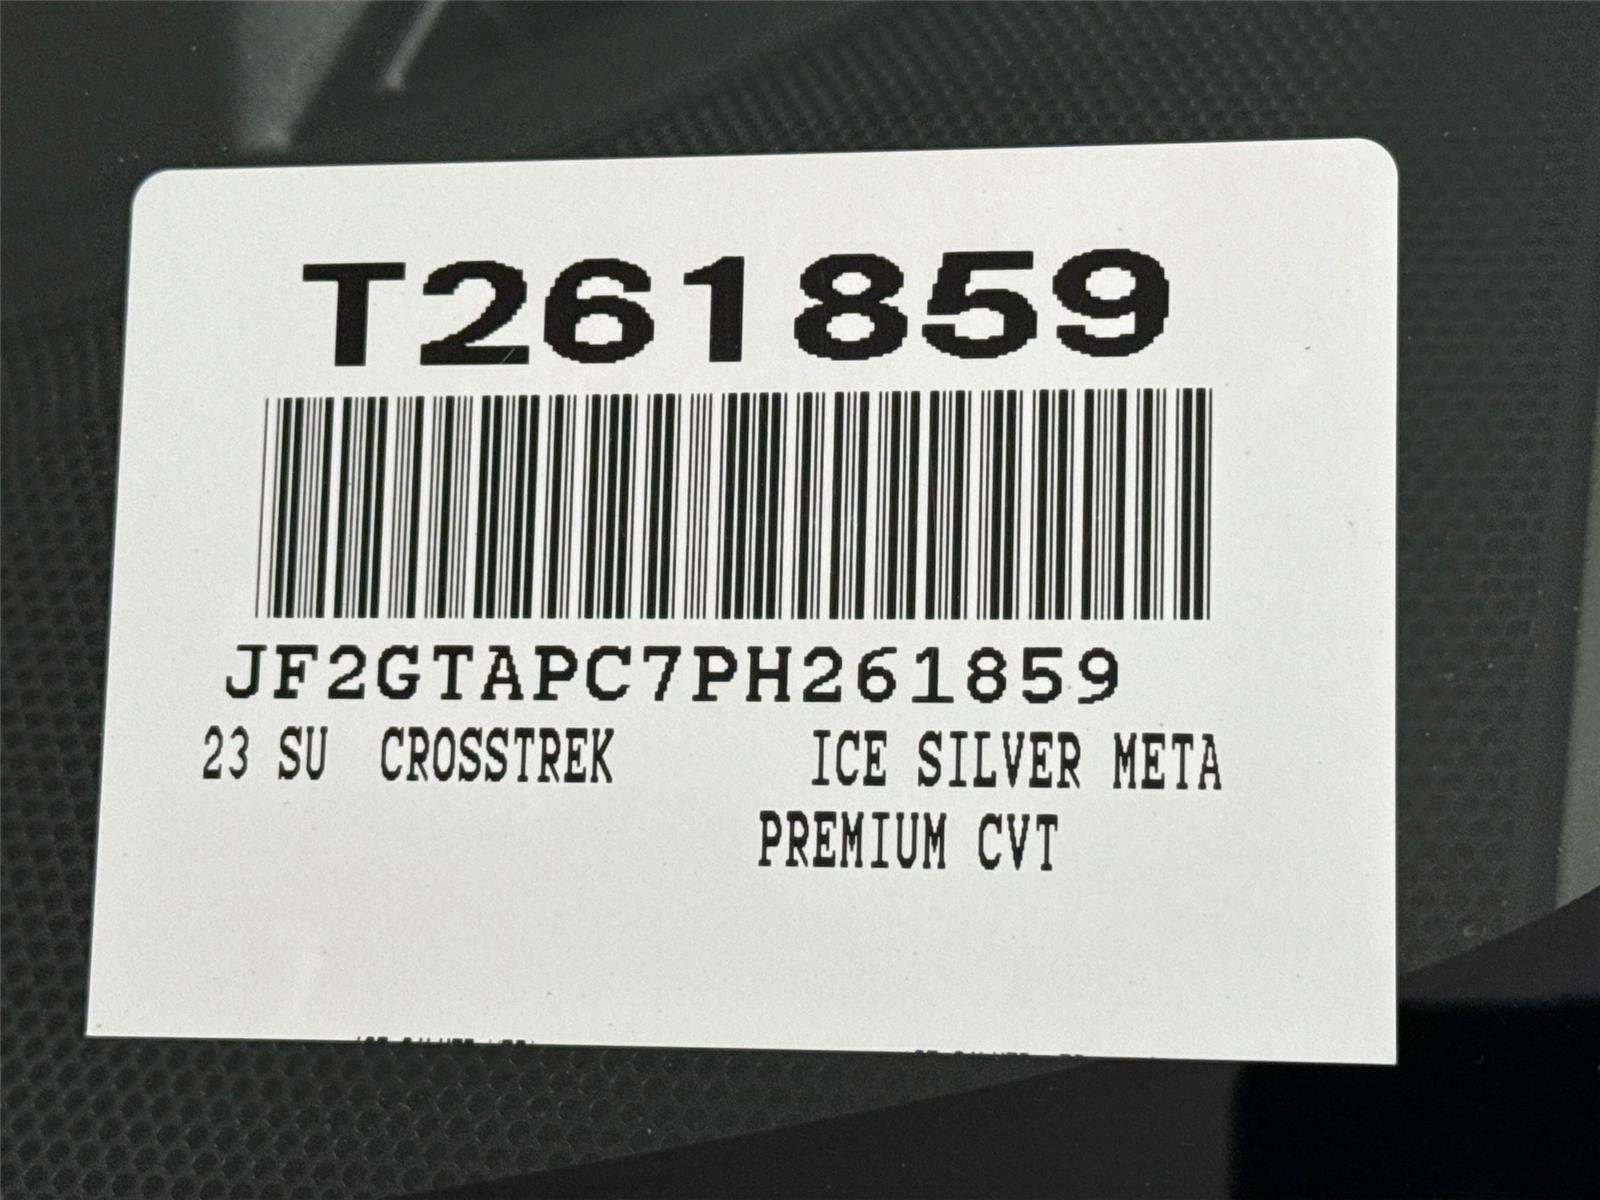 T261859
JF2GTAPC7PH261859
23 SU CROSSTREK ICE SILVER META
PREMIUM CVT